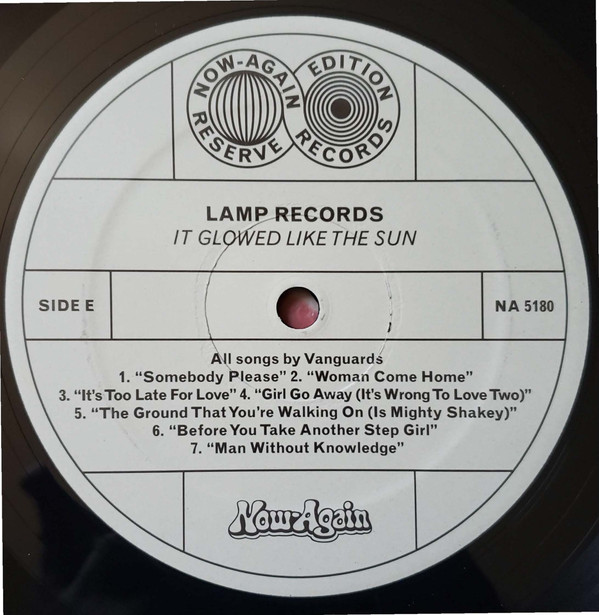 NOW-AGAIN
RESERVE
EDITION
RECORDS
LAMP RECORDS
IT GLOWED LIKE THE SUN
SIDE E
NA 5180
All songs by Vanguards
1. “Somebody Please” 2. “Woman Come Home”
3. “It's Too Late For Love” 4. “Girl Go Away (It's Wrong To Love Two)”
5. “The Ground That You're Walking On (Is Mighty Shakey)”
6. “Before You Take Another Step Girl”
7. “Man Without Knowledge”
Now-Again